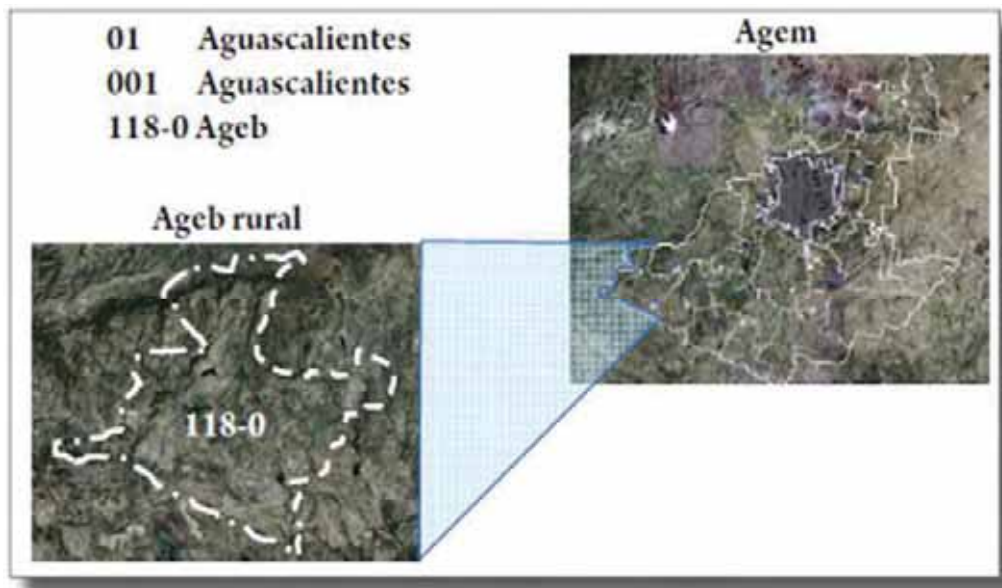 01 Aguascalientes
001 Aguascalientes
118-0 Ageb
Agem
Ageb rural
118-0